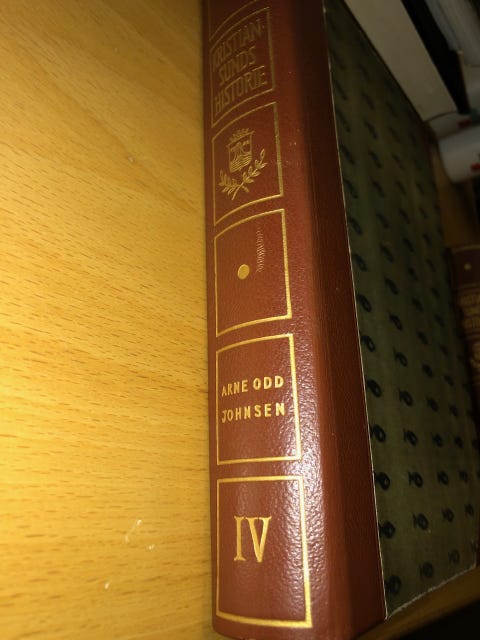 KRISTIAN-
SUNDS
HISTORIE
ARNE ODD
JOHNSEN
IV